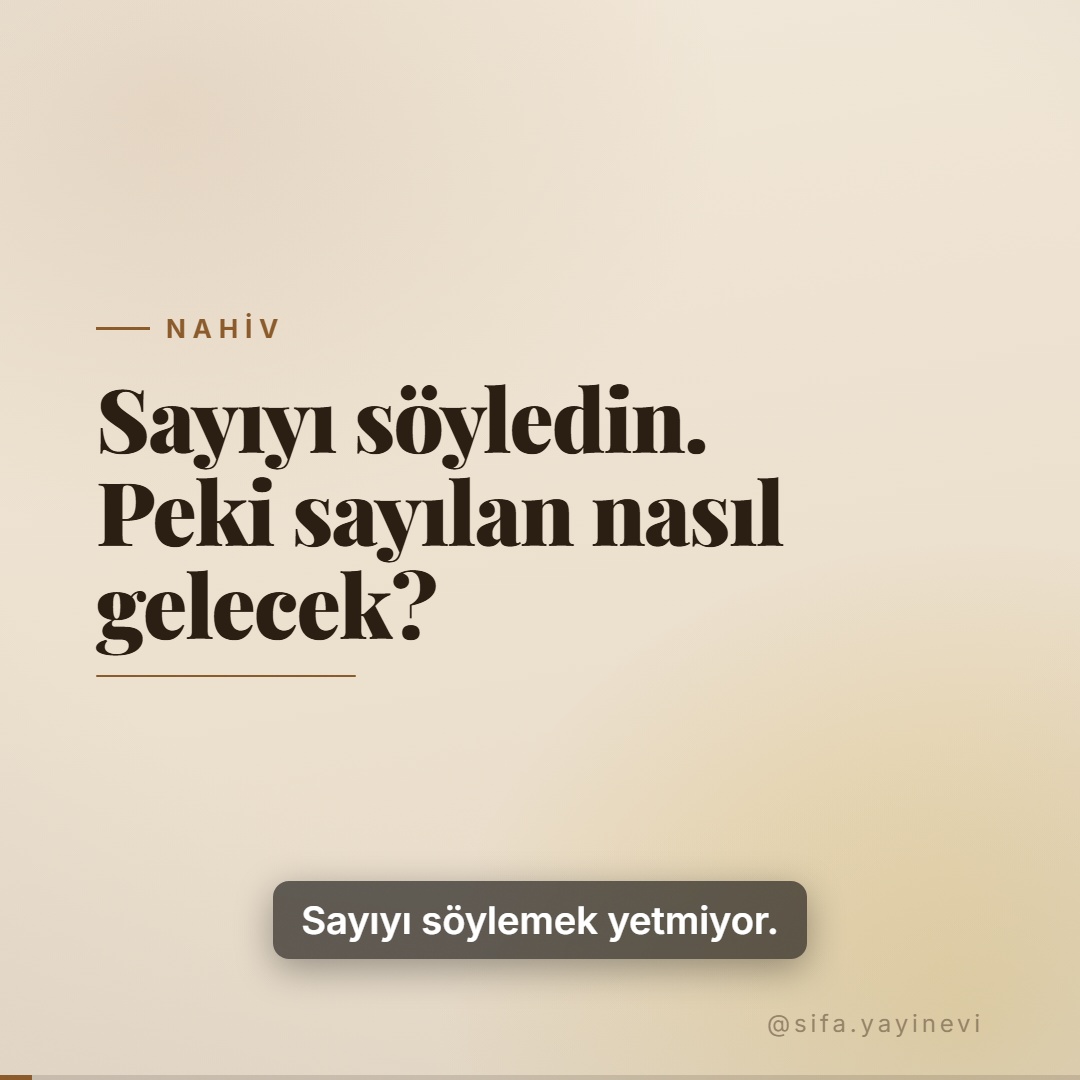 NAHİV
Sayıyı söyledin.
Peki sayılan nasıl
gelecek?
Sayıyı söylemek yetmiyor.
@sifa.yayinevi